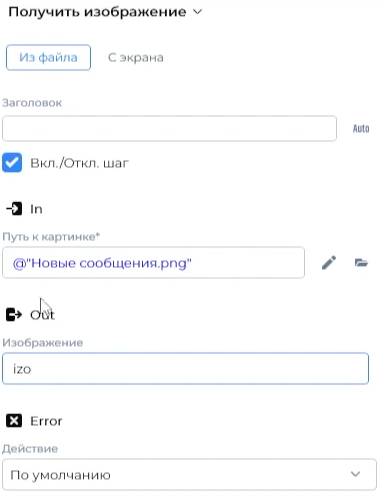 Получить изображение
Из файла С экрана
Заголовок
Auto
Вкл./Откл. шаг
In
Путь к картинке*
@"Новые сообщения.png"
Out
Изображение
izo
Error
Действие
По умолчанию